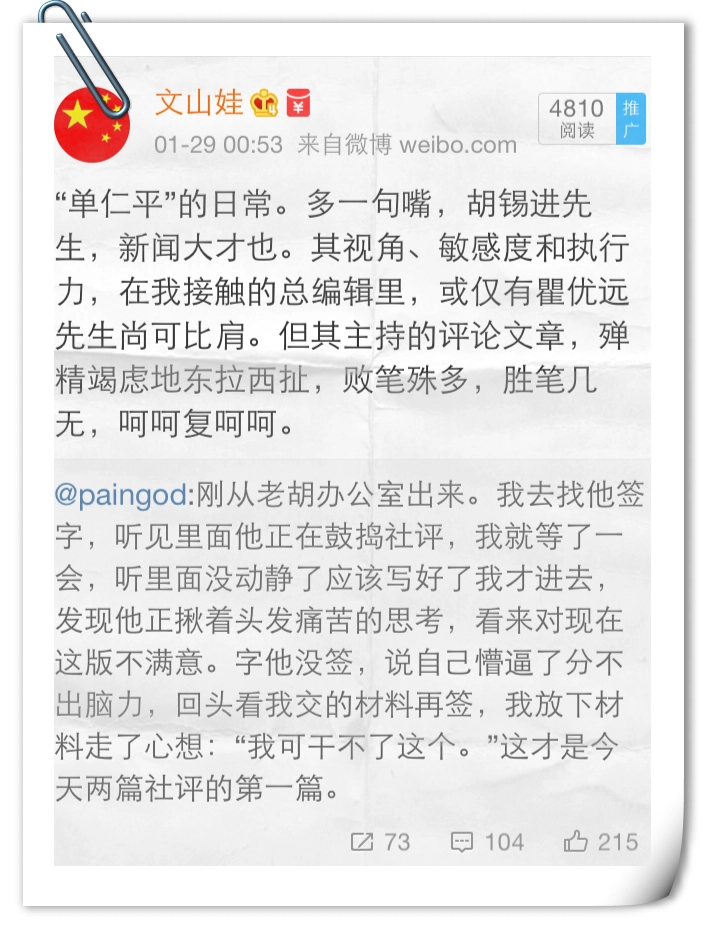 文山娃
4810
阅读
推
广
01-29 00:53 来自微博 weibo.com
“单仁平”的日常。多一句嘴，胡锡进先
生，新闻大才也。其视角、敏感度和执行
力，在我接触的总编辑里，或仅有瞿优远
先生尚可比肩。但其主持的评论文章，殚
精竭虑地东拉西扯，败笔殊多，胜笔几
无，呵呵复呵呵。
@paingod:刚从老胡办公室出来。我去找他签
字，听见里面他正在鼓捣社评，我就等了一
会，听里面没动静了应该写好了我才进去，
发现他正揪着头发痛苦的思考，看来对现在
这版不满意。字他没签，说自己懵逼了分不
出脑力，回头看我交的材料再签，我放下材
料走了心想：“我可干不了这个。”这才是今
天两篇社评的第一篇。
73 104 215